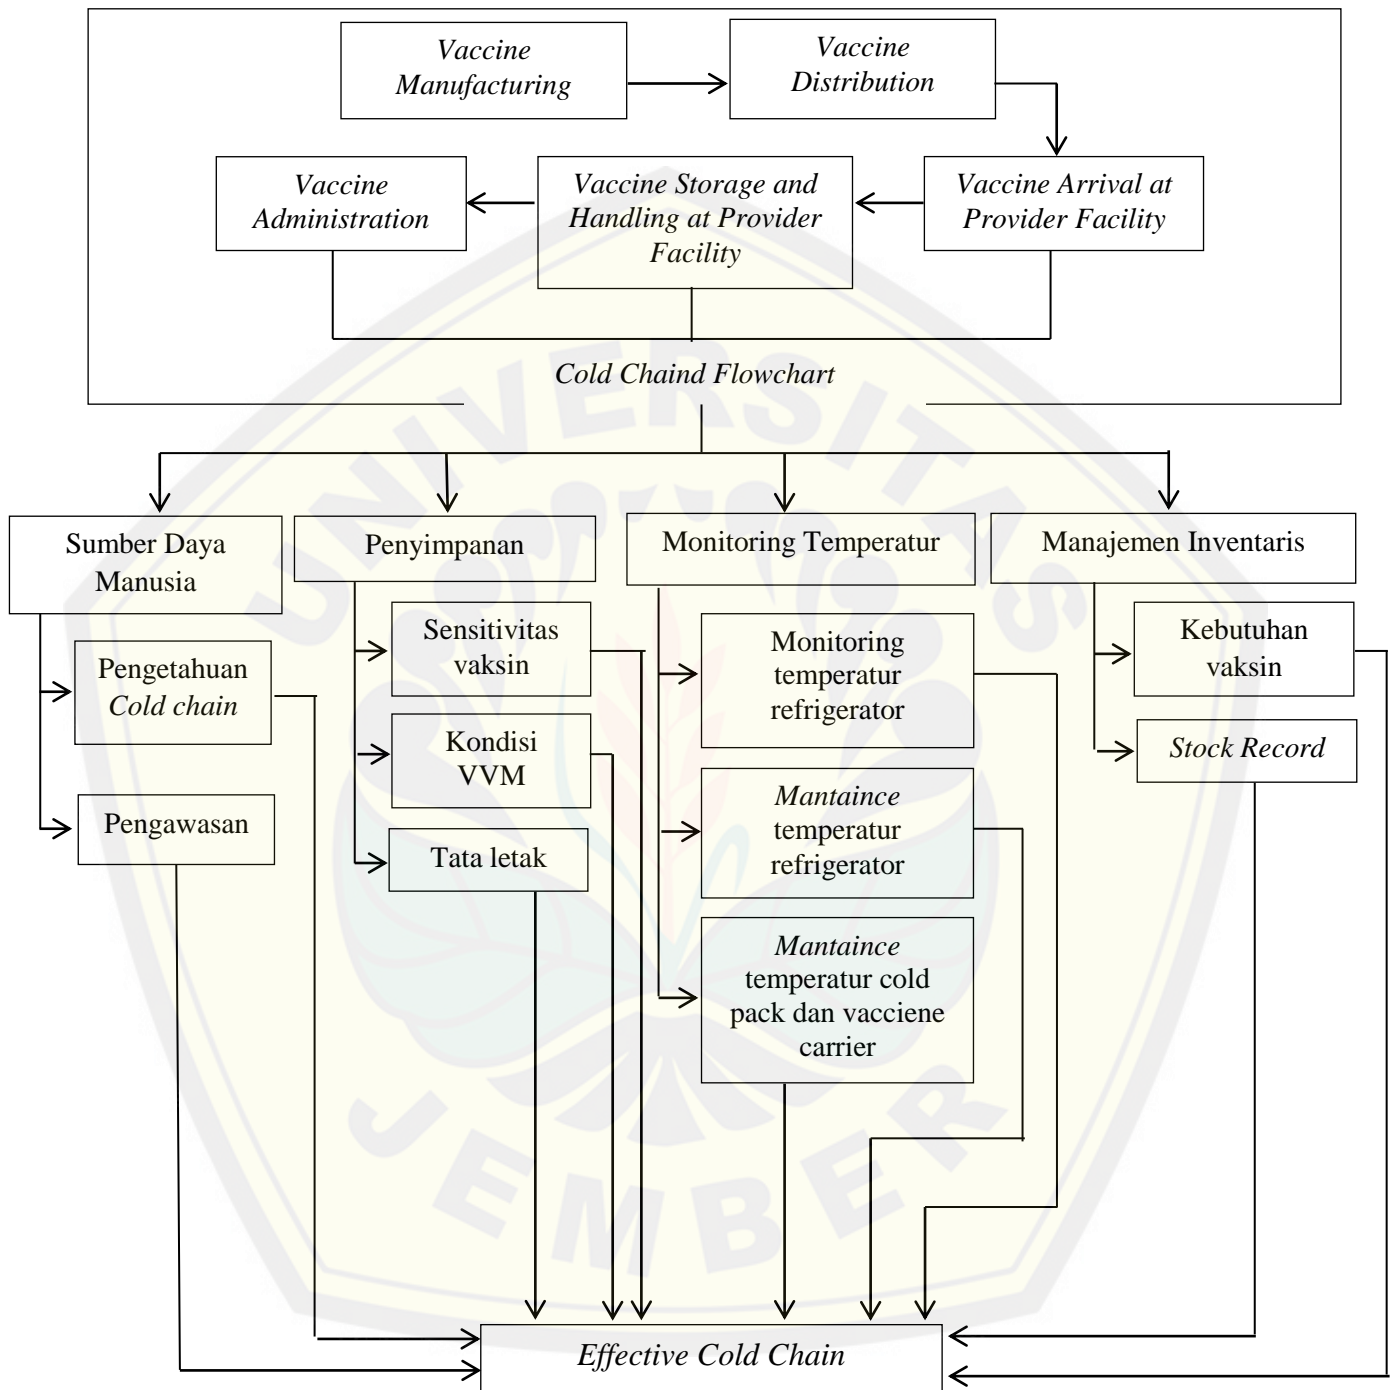 Vaccine
Manufacturing
Vaccine
Distribution
Vaccine
Administration
Vaccine Storage and
Handling at Provider
Facility
Vaccine Arrival at
Provider Facility
Cold Chaind Flowchart
Sumber Daya
Manusia
Penyimpanan
Monitoring Temperatur
Manajemen Inventaris
Pengetahuan
Cold chain
Pengawasan
Sensitivitas
vaksin
Kondisi
VVM
Tata letak
Monitoring
temperatur
refrigerator
Mantaince
temperatur
refrigerator
Mantaince
temperatur cold
pack dan vacciene
carrier
Kebutuhan
vaksin
Stock Record
Effective Cold Chain
UNIVERSITAS
JEMBER